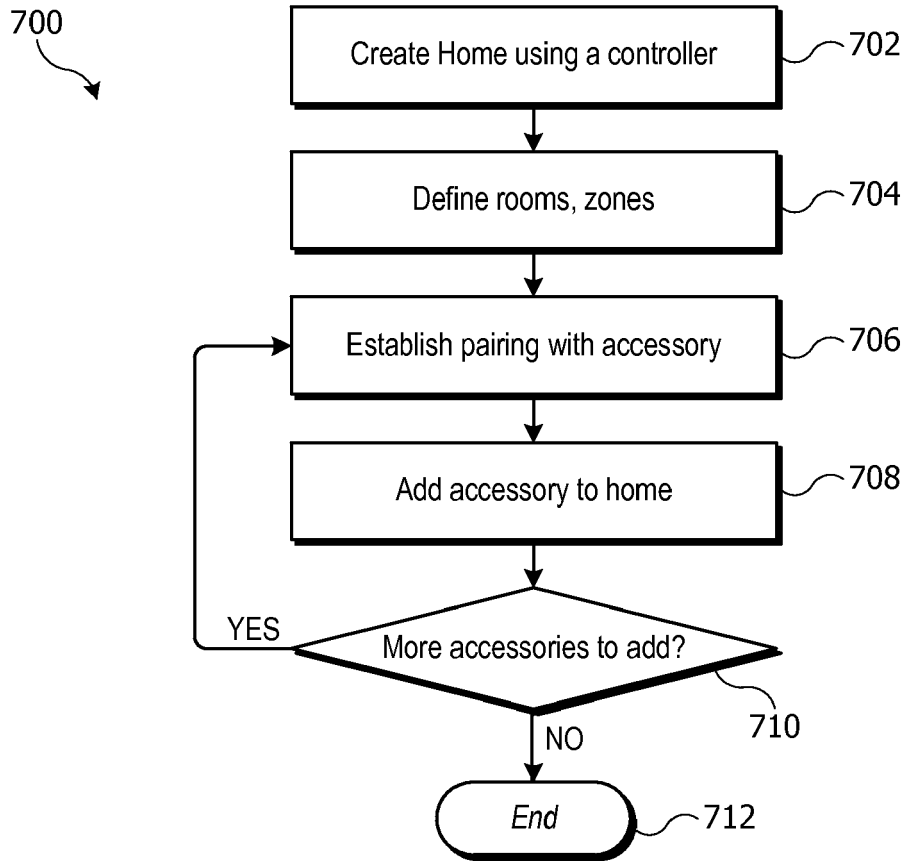 700
Create Home using a controller
702
Define rooms, zones
704
Establish pairing with accessory
706
Add accessory to home
708
YES
More accessories to add?
710
NO
End
712